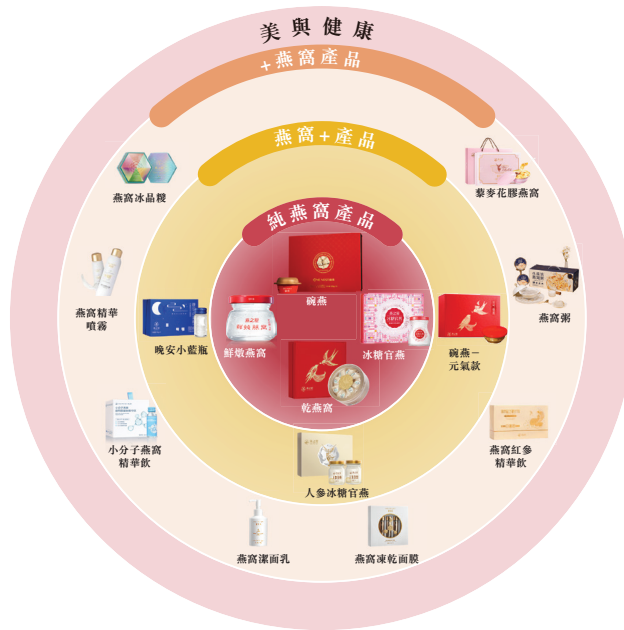 美與健康
+燕窩產品
燕窩+產品
燕窩冰晶糉
藜麥花膠燕窩
純燕窩產品
碗燕
燕窩精華
噴霧
燕窩粥
晚安小藍瓶
鮮燉燕窩
冰糖官燕
碗燕－
元氣款
乾燕窩
小分子燕窩
精華飲
燕窩紅參
精華飲
人參冰糖官燕
燕窩潔面乳
燕窩凍乾面膜